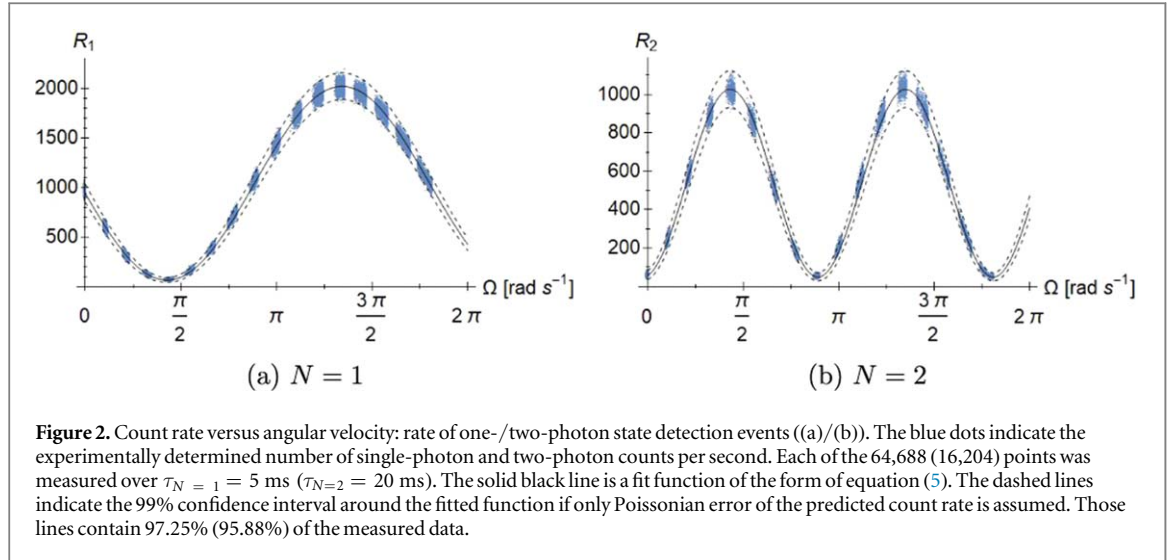 R1
2000
1500
1000
500
0
π/2
π
3π/2
2π
Ω [rad s⁻¹]
(a) N = 1
R2
1000
800
600
400
200
0
π/2
π
3π/2
2π
Ω [rad s⁻¹]
(b) N = 2
Figure 2. Count rate versus angular velocity: rate of one-/two-photon state detection events ((a)/(b)). The blue dots indicate the
experimentally determined number of single-photon and two-photon counts per second. Each of the 64,688 (16,204) points was
measured over τN = 1 = 5 ms (τN=2 = 20 ms). The solid black line is a fit function of the form of equation (5). The dashed lines
indicate the 99% confidence interval around the fitted function if only Poissonian error of the predicted count rate is assumed. Those
lines contain 97.25% (95.88%) of the measured data.